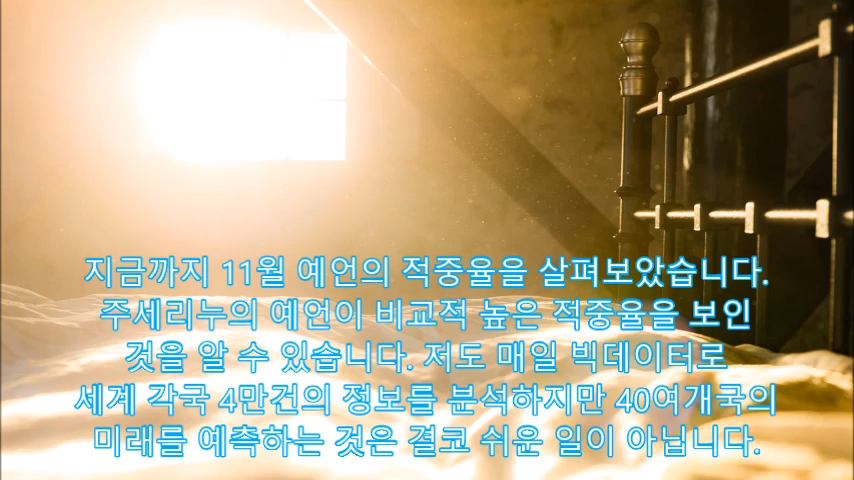 지금까지 11월 예언의 적중율을 살펴보았습니다.
주세리누의 예언이 비교적 높은 적중율을 보인
것을 알 수 있습니다. 저도 매일 빅데이터로
세계 각국 4만건의 정보를 분석하지만 40여개국의
미래를 예측하는 것은 결코 쉬운 일이 아닙니다.